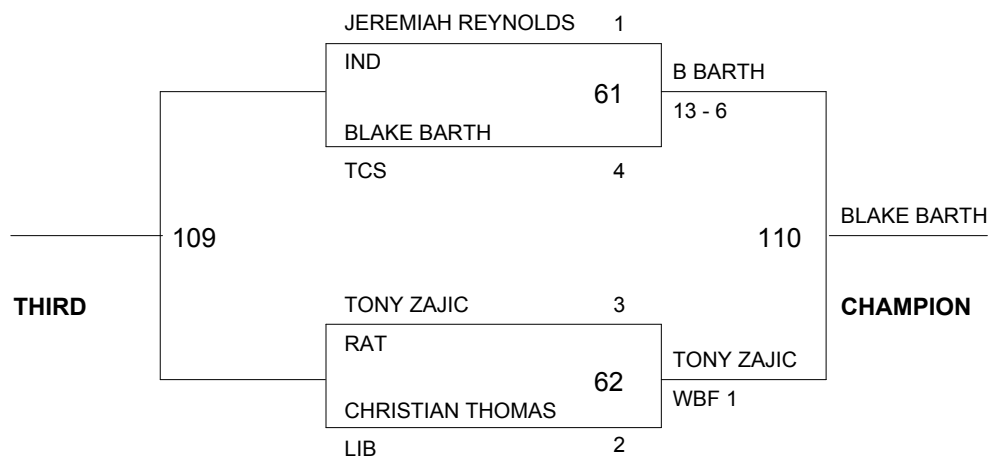 JEREMIAH REYNOLDS 1
IND
61
B BARTH
13 - 6
BLAKE BARTH
TCS 4
109
110
BLAKE BARTH
THIRD
CHAMPION
TONY ZAJIC 3
RAT
62
TONY ZAJIC
WBF 1
CHRISTIAN THOMAS
LIB 2